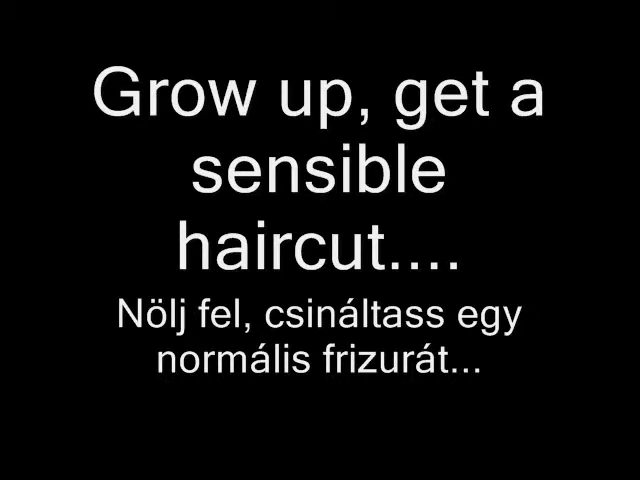 Grow up, get a
sensible
haircut....
Nölj fel, csináltass egy
normális frizurát...